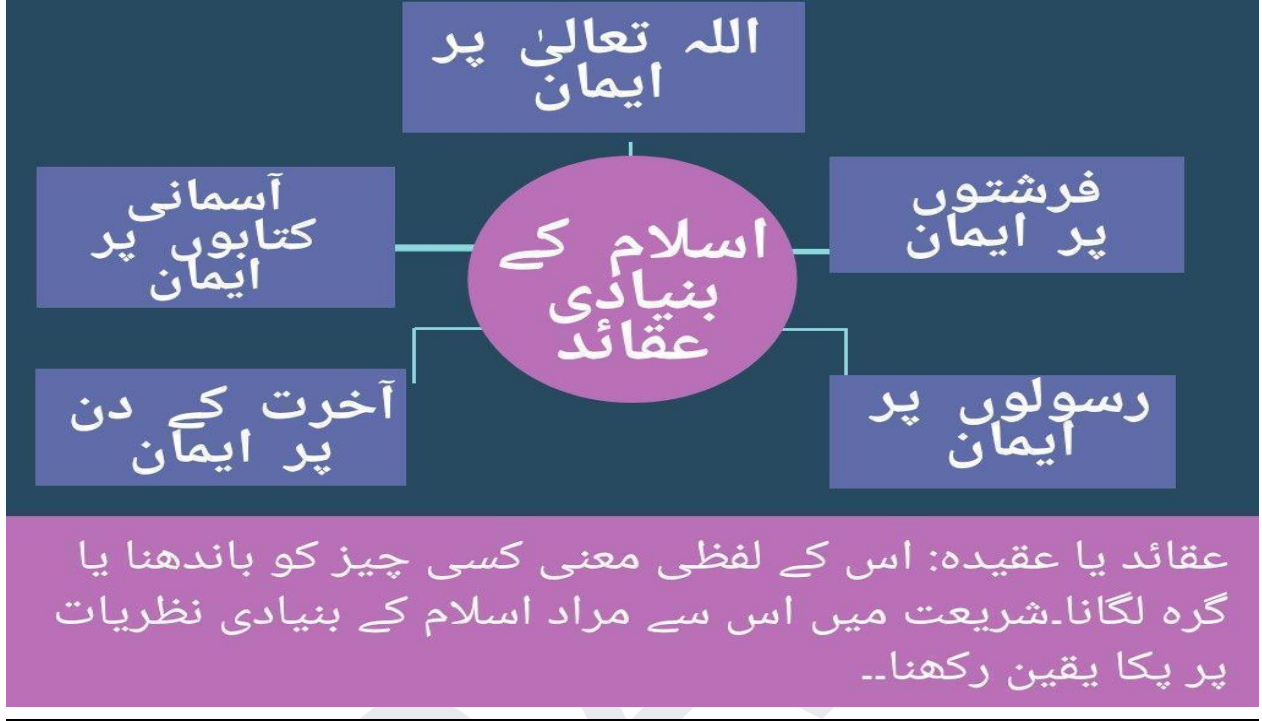 اللہ تعالیٰ پر
ایمان
فرشتوں
پر ایمان
آسمانی
کتابوں پر
ایمان
اسلام کے
بنیادی
عقائد
رسولوں پر
ایمان
آخرت کے دن
پر ایمان
عقائد یا عقیدہ: اس کے لفظی معنی کسی چیز کو باندھنا یا
گرہ لگانا۔شریعت میں اس سے مراد اسلام کے بنیادی نظریات
پر پکا یقین رکھنا۔۔